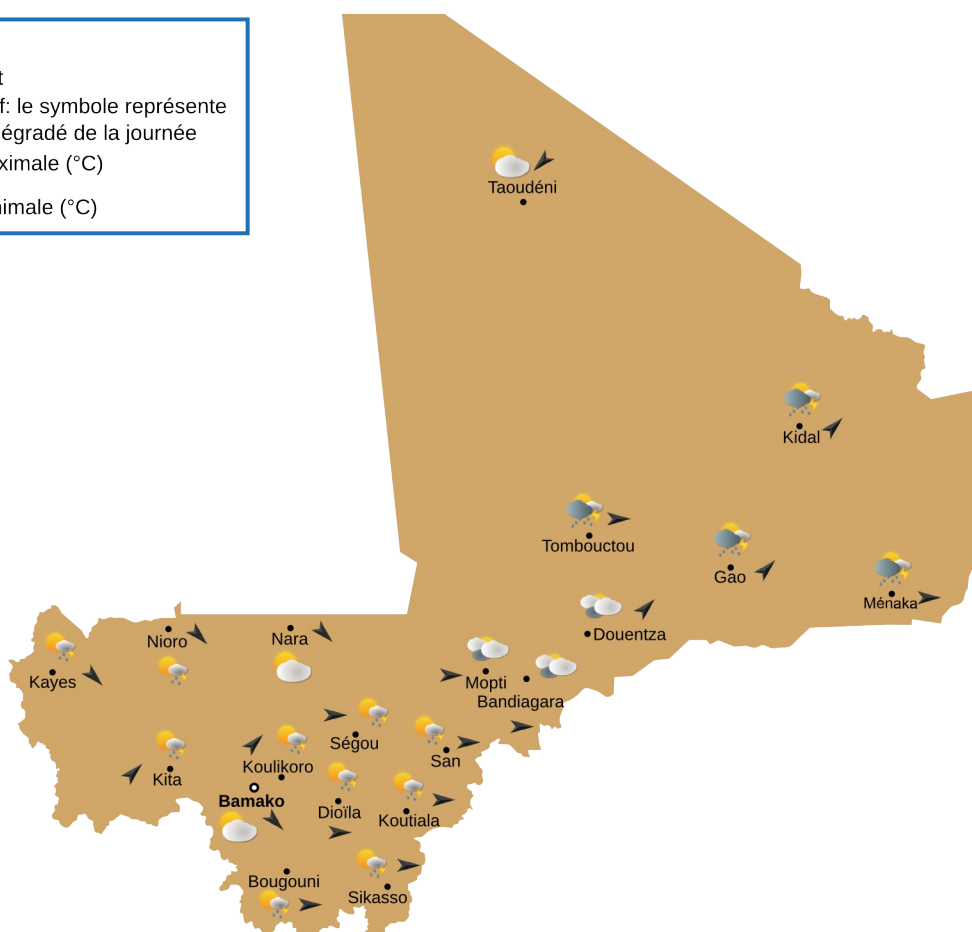 t
f: le symbole représente
égradé de la journée
ximale (°C)
imale (°C)
Taoudéni
Kidal
Tombouctou
Gao
Ménaka
Douentza
Nioro
Nara
Kayes
Mopti
Bandiagara
Ségou
San
Koulikoro
Kita
Bamako
Dioïla
Koutiala
Bougouni
Sikasso